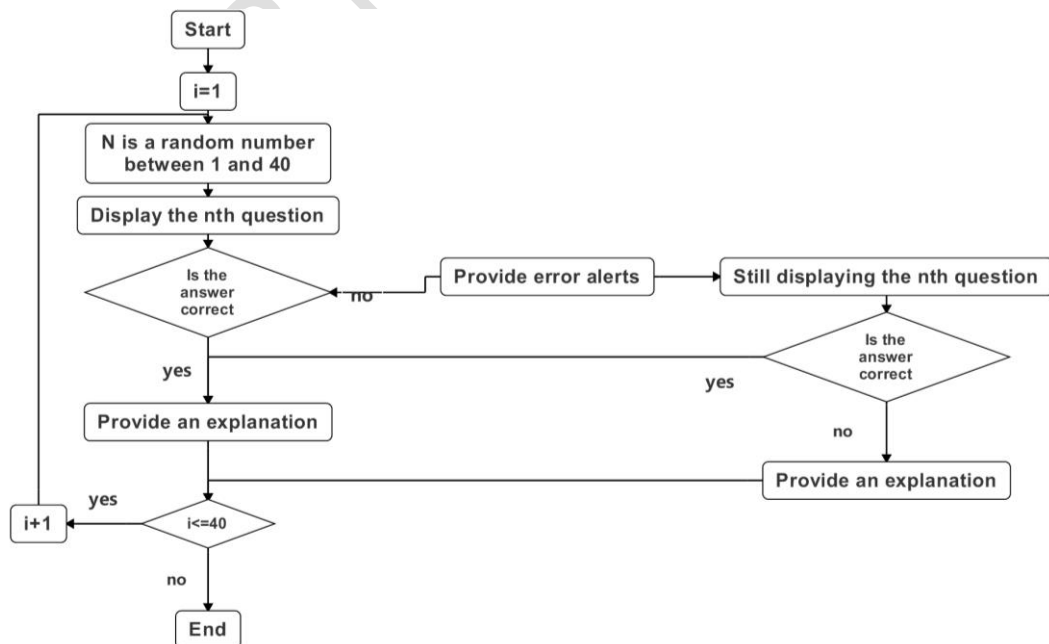 Start
i=1
N is a random number
between 1 and 40
Display the nth question
Is the
answer
correct
no
Provide error alerts
Still displaying the nth question
Is the
answer
correct
yes
yes
Provide an explanation
no
Provide an explanation
yes
i+1
i<=40
no
End